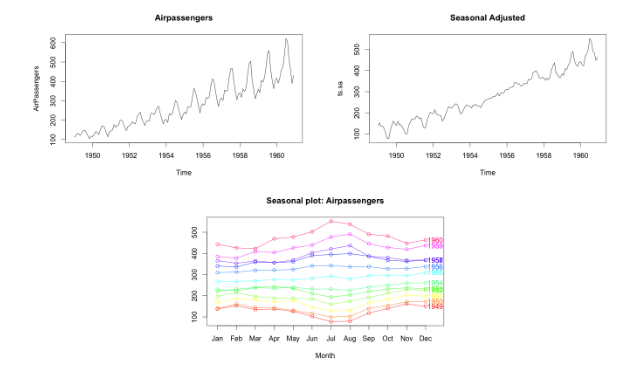 Airpassengers
AirPassengers
100 200 300 400 500 600
1950 1952 1954 1956 1958 1960
Time
Seasonal Adjusted
ts.sa
100 200 300 400 500
1950 1952 1954 1956 1958 1960
Time
Seasonal plot: Airpassengers
100 200 300 400 500
1960
1959
1956
1954
1949
Jan Feb Mar Apr May Jun Jul Aug Sep Oct Nov Dec
Month